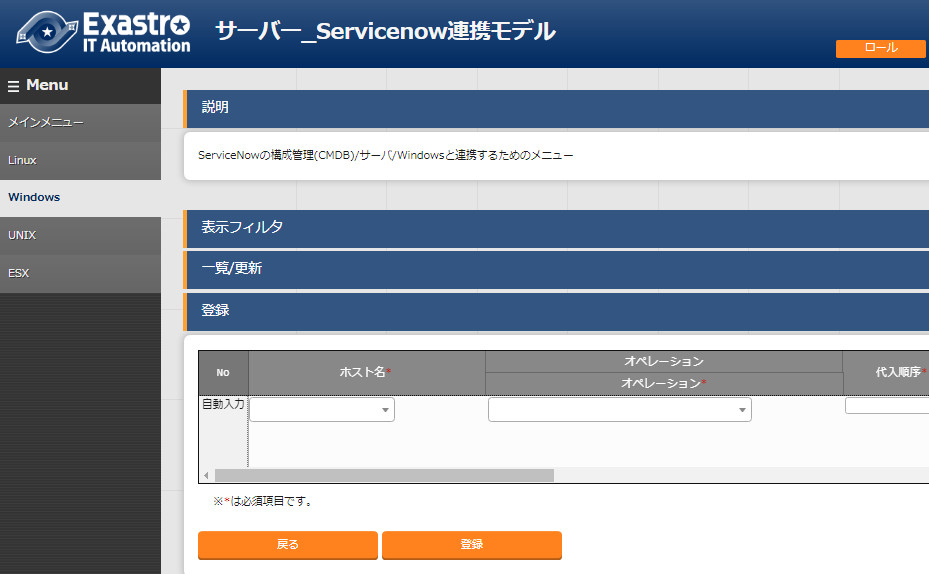 Exastro
IT Automation
サーバー_Servicenow連携モデル
ロール
Menu
メインメニュー
Linux
Windows
UNIX
ESX
説明
ServiceNowの構成管理(CMDB)/サーバ/Windowsと連携するためのメニュー
表示フィルタ
一覧/更新
登録
No
ホスト名*
オペレーション
オペレーション*
代入順序*
自動入力
※*は必須項目です。
戻る
登録